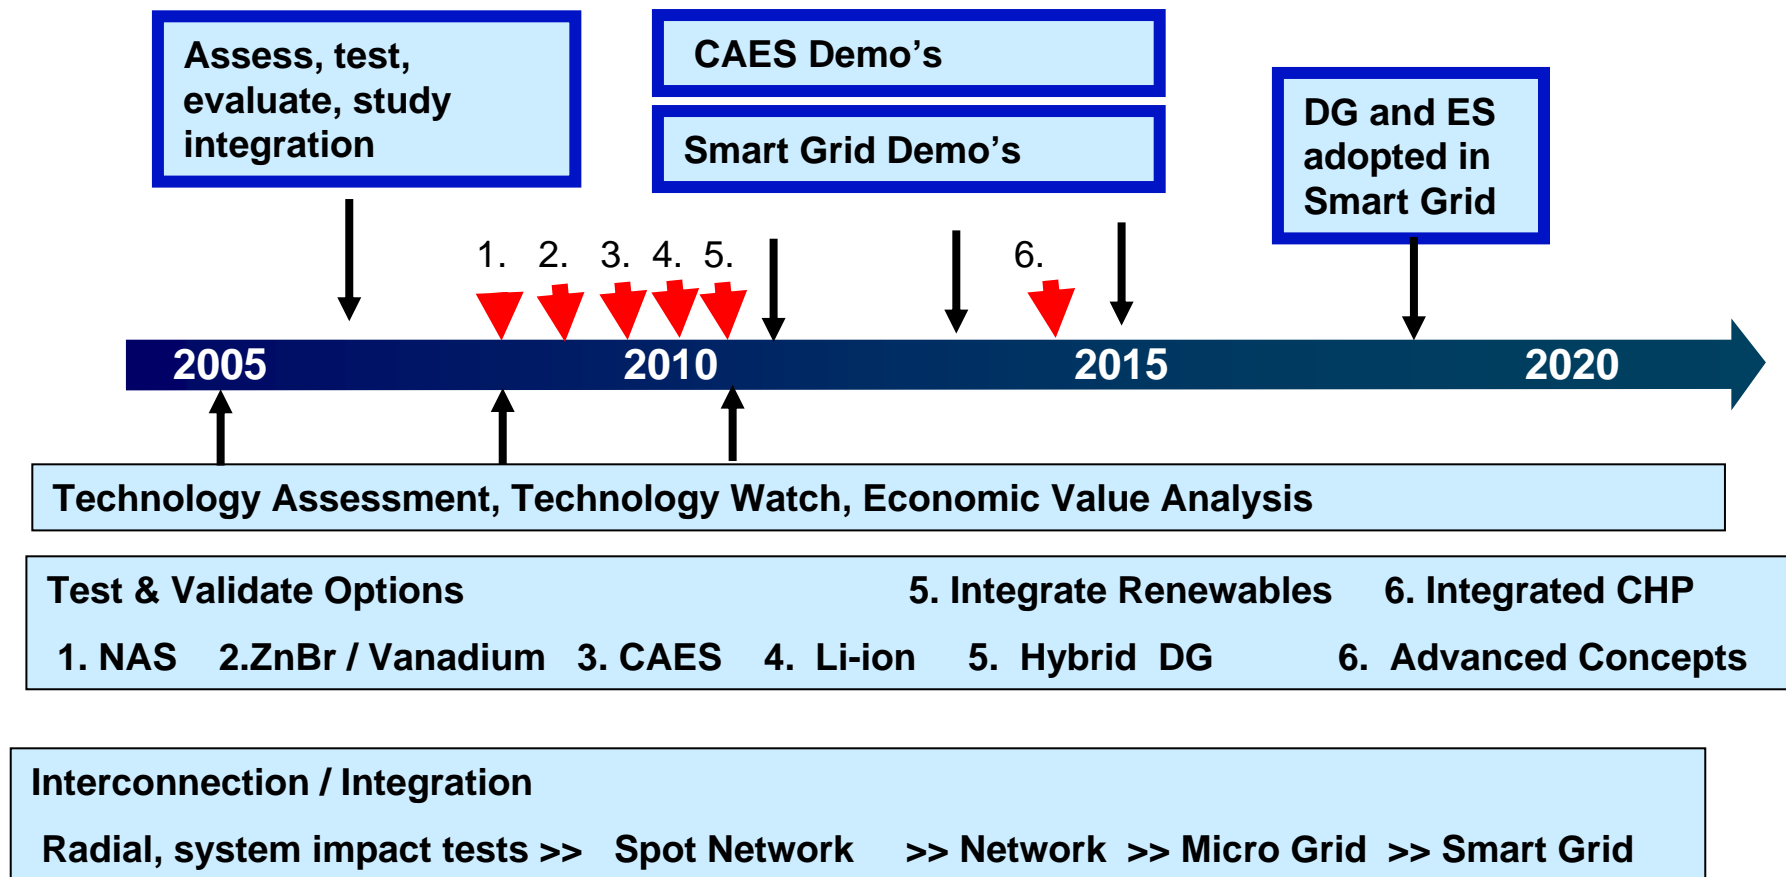 Assess, test,
evaluate, study
integration
CAES Demo’s
Smart Grid Demo’s
DG and ES
adopted in
Smart Grid
1. 2. 3. 4. 5. 6.
2005 2010 2015 2020
Technology Assessment, Technology Watch, Economic Value Analysis
Test & Validate Options 5. Integrate Renewables 6. Integrated CHP
1. NAS 2.ZnBr / Vanadium 3. CAES 4. Li-ion 5. Hybrid DG 6. Advanced Concepts
Interconnection / Integration
Radial, system impact tests >> Spot Network >> Network >> Micro Grid >> Smart Grid